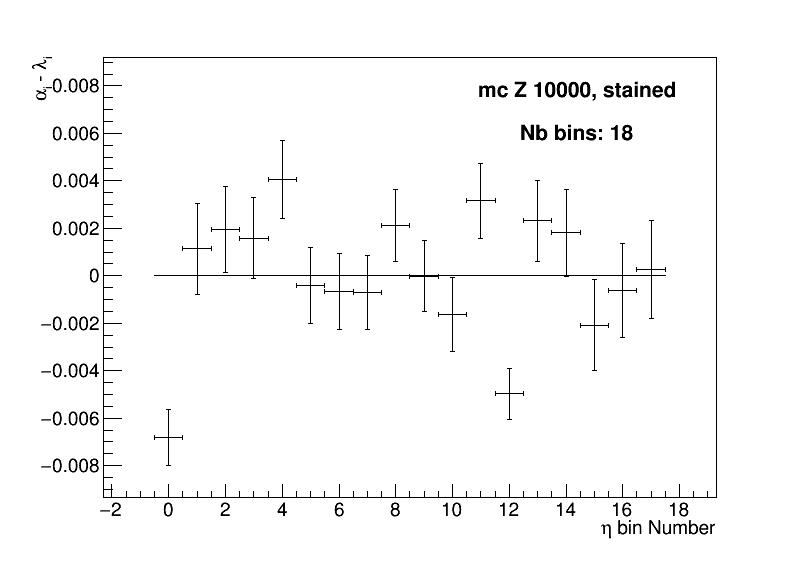 α_i - λ_i
mc Z 10000, stained
Nb bins: 18
0.008
0.006
0.004
0.002
0
−0.002
−0.004
−0.006
−0.008
−2 0 2 4 6 8 10 12 14 16 18
η bin Number